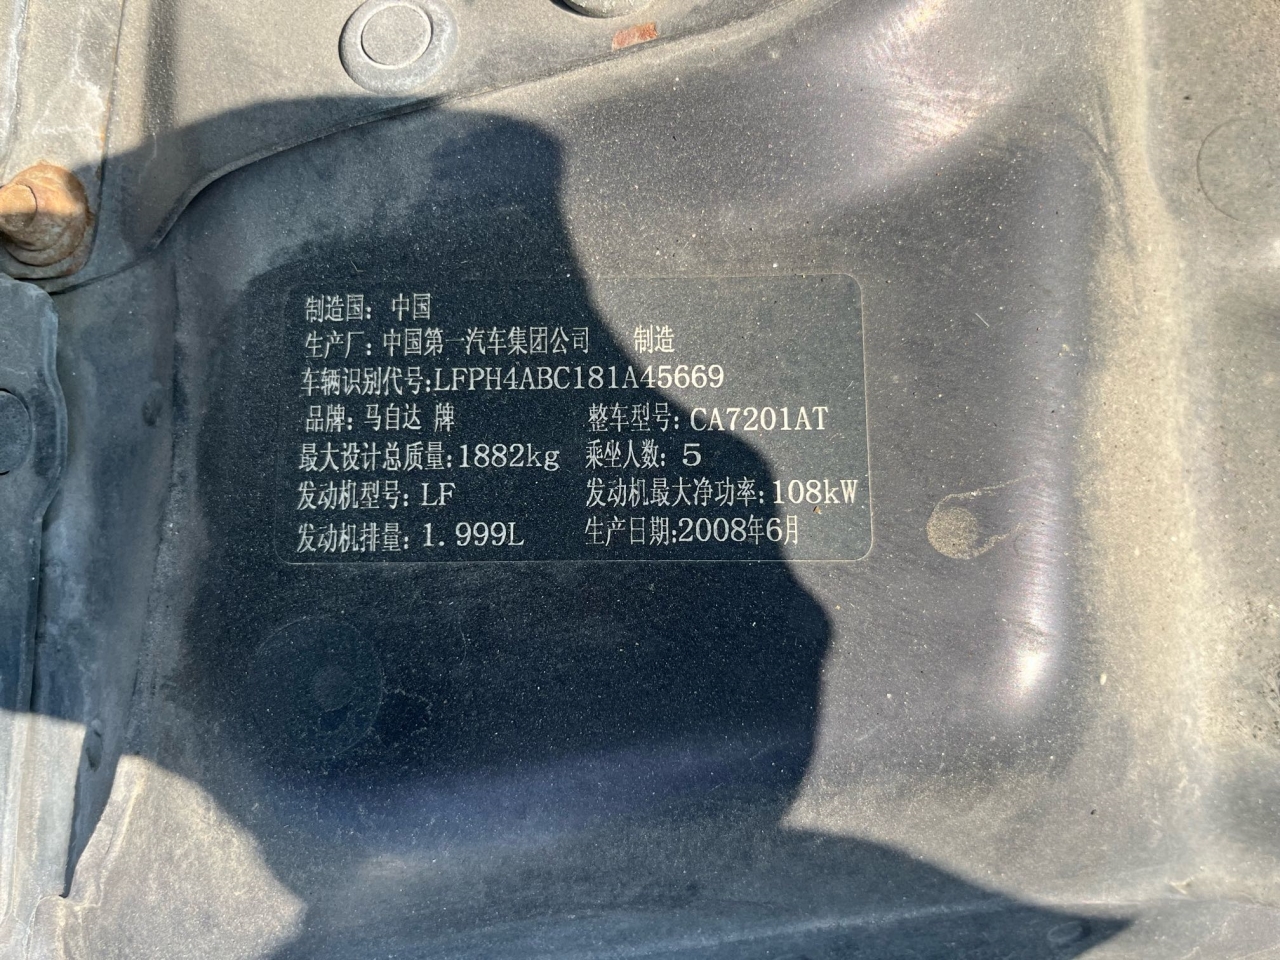 制造国: 中国
生产厂: 中国第一汽车集团公司 制造
车辆识别代号:LFPH4ABC181A45669
品牌: 马自达 牌 整车型号: CA7201AT
最大设计总质量:1882kg 乘坐人数: 5
发动机型号: LF 发动机最大净功率:108kW
发动机排量: 1.999L 生产日期:2008年6月